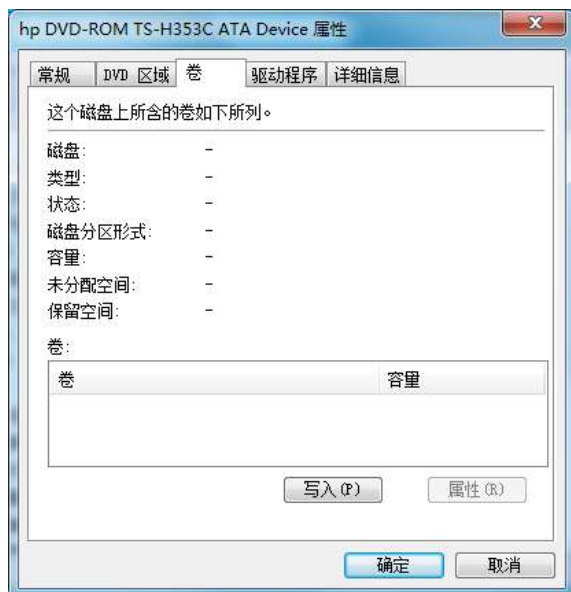 hp DVD-ROM TS-H353C ATA Device 属性
常规 DVD 区域 卷 驱动程序 详细信息
这个磁盘上所含的卷如下所列。
磁盘: -
类型: -
状态: -
磁盘分区形式: -
容量: -
未分配空间: -
保留空间: -
卷:
卷 容量
写入(P) 属性(R)
确定 取消